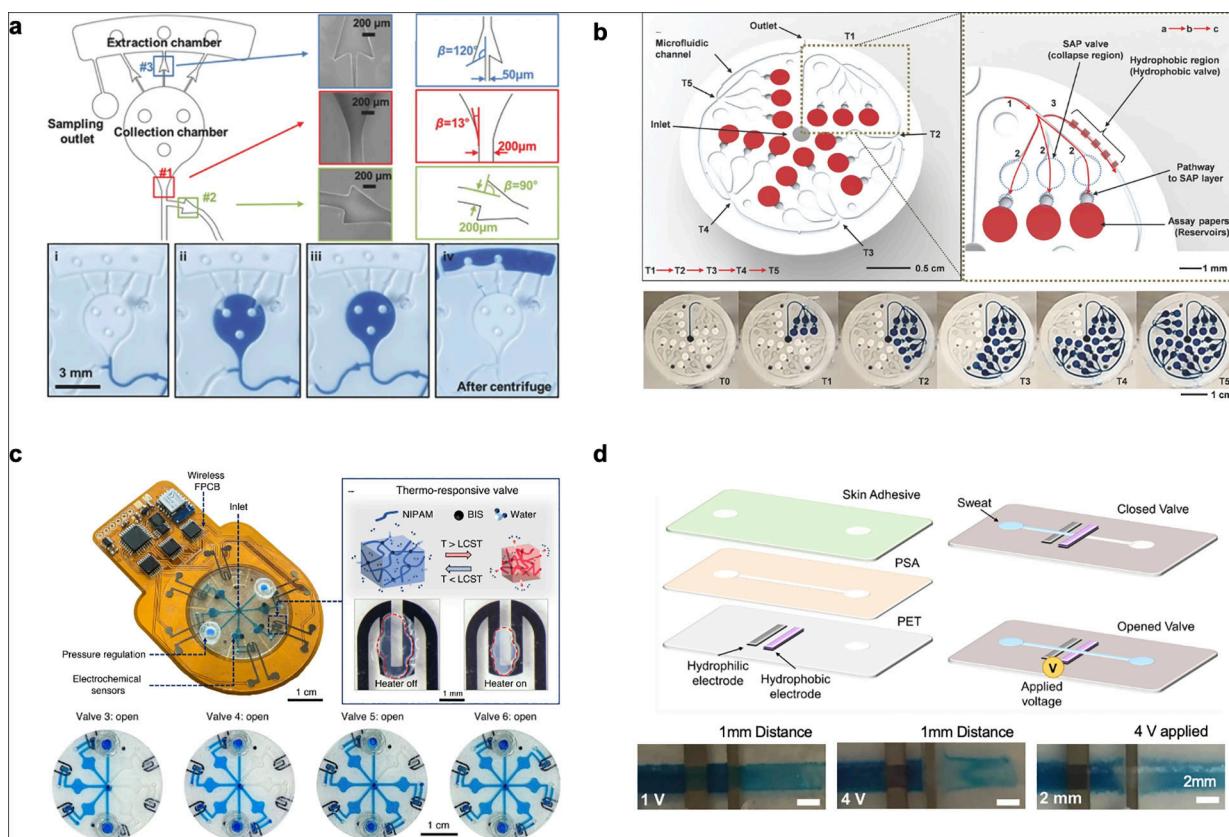 a
Extraction chamber
#3
Sampling outlet
Collection chamber
#1
#2
200 μm
200 μm
200 μm
β=120°
50μm
β=13°
200μm
β=90°
200μm
i
ii
iii
iv
3 mm
After centrifuge
b
Outlet
T1
Microfluidic channel
T5
Inlet
T2
T4
T3
T1 → T2 → T3 → T4 → T5
0.5 cm
a → b → c
SAP valve
(collapse region)
Hydrophobic region
(Hydrophobic valve)
1
3
2
2
2
Pathway
to SAP layer
Assay papers
(Reservoirs)
1 mm
T0
T1
T2
T3
T4
T5
1 cm
c
Wireless
FPCB
Inlet
Pressure regulation
Electrochemical
sensors
1 cm
Thermo-responsive valve
NIPAM
BIS
Water
T > LCST
T < LCST
Heater off
Heater on
1 mm
Valve 3: open
Valve 4: open
Valve 5: open
Valve 6: open
1 cm
d
Skin Adhesive
PSA
PET
Hydrophilic
electrode
Hydrophobic
electrode
Sweat
Closed Valve
Opened Valve
V
Applied
voltage
1mm Distance
1mm Distance
4 V applied
1 V
4 V
2 mm
2mm